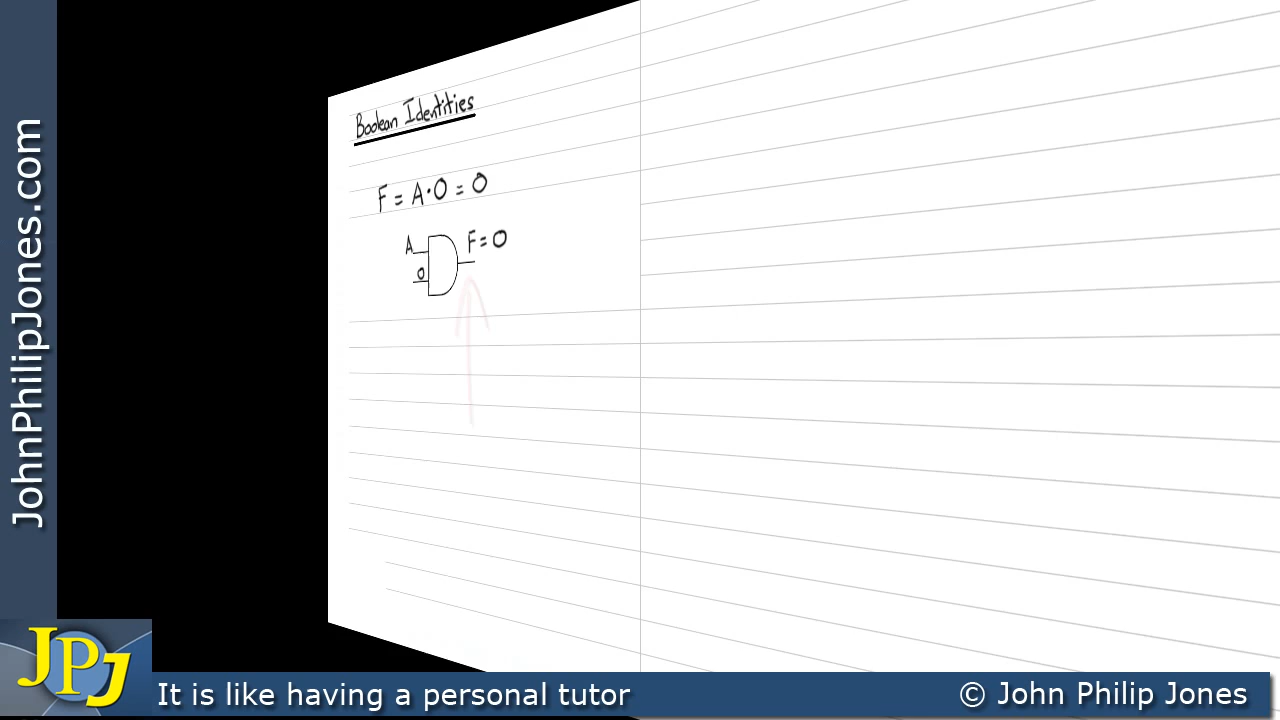 JohnPhilipJones.com
Boolean Identities
F = A·0 = 0
A
F = 0
0
JPJ
It is like having a personal tutor
© John Philip Jones